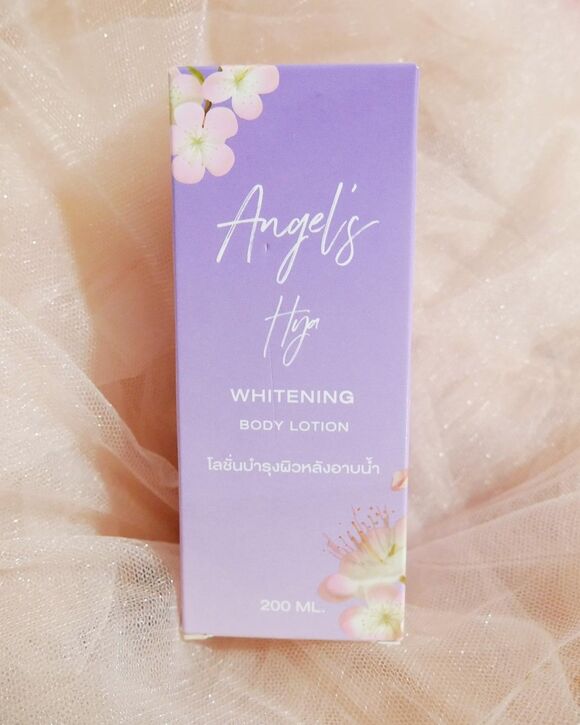 Angel's
Hya
WHITENING
BODY LOTION
โลชั่นบำรุงผิวหลังอาบน้ำ
200 ML.